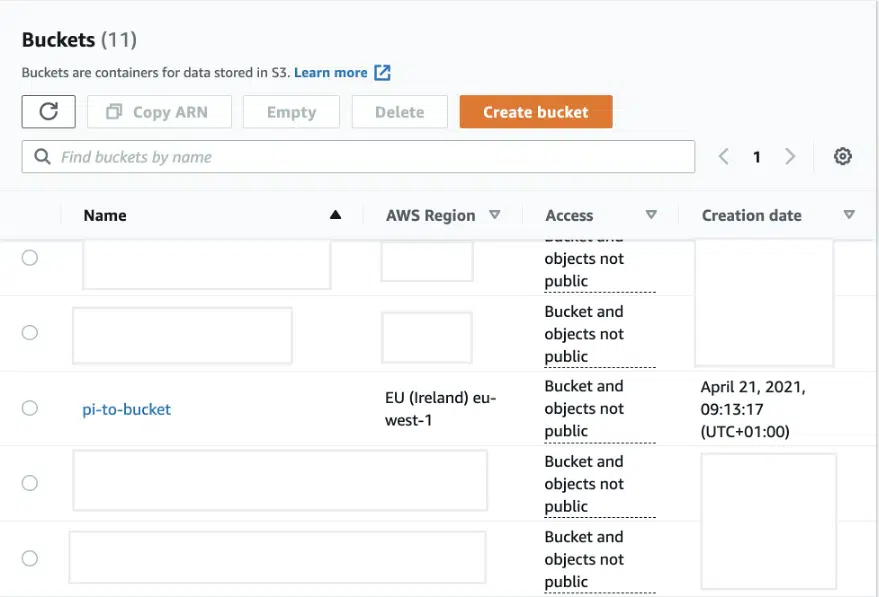 Buckets (11)
Buckets are containers for data stored in S3. Learn more
Copy ARN
Empty
Delete
Create bucket
Find buckets by name
1
Name
AWS Region
Access
Creation date
Bucket and
objects not
public
Bucket and
objects not
public
pi-to-bucket
EU (Ireland) eu-
west-1
Bucket and
objects not
public
April 21, 2021,
09:13:17
(UTC+01:00)
Bucket and
objects not
public
Bucket and
objects not
public